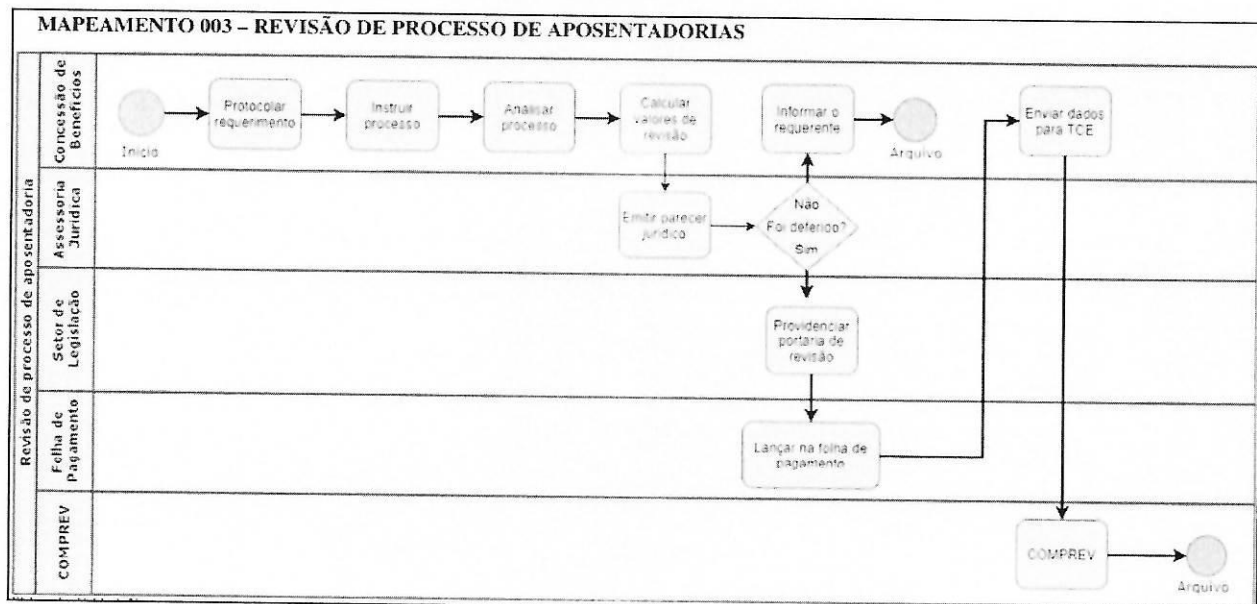 MAPEAMENTO 003 – REVISÃO DE PROCESSO DE APOSENTADORIAS
Revisão de processo de aposentadoria
Concessão de
Benefícios
Início
Protocolar
requerimento
Instruir
processo
Analisar
processo
Calcular
valores de
revisão
Informar o
requerente
Arquivo
Enviar dados
para TCE
Assessoria
Jurídica
Emitir parecer
jurídico
Não
Foi deferido?
Sim
Setor de
Legislação
Providenciar
portaria de
revisão
Folha de
Pagamento
Lançar na folha de
pagamento
COMPREV
COMPREV
Arquivo